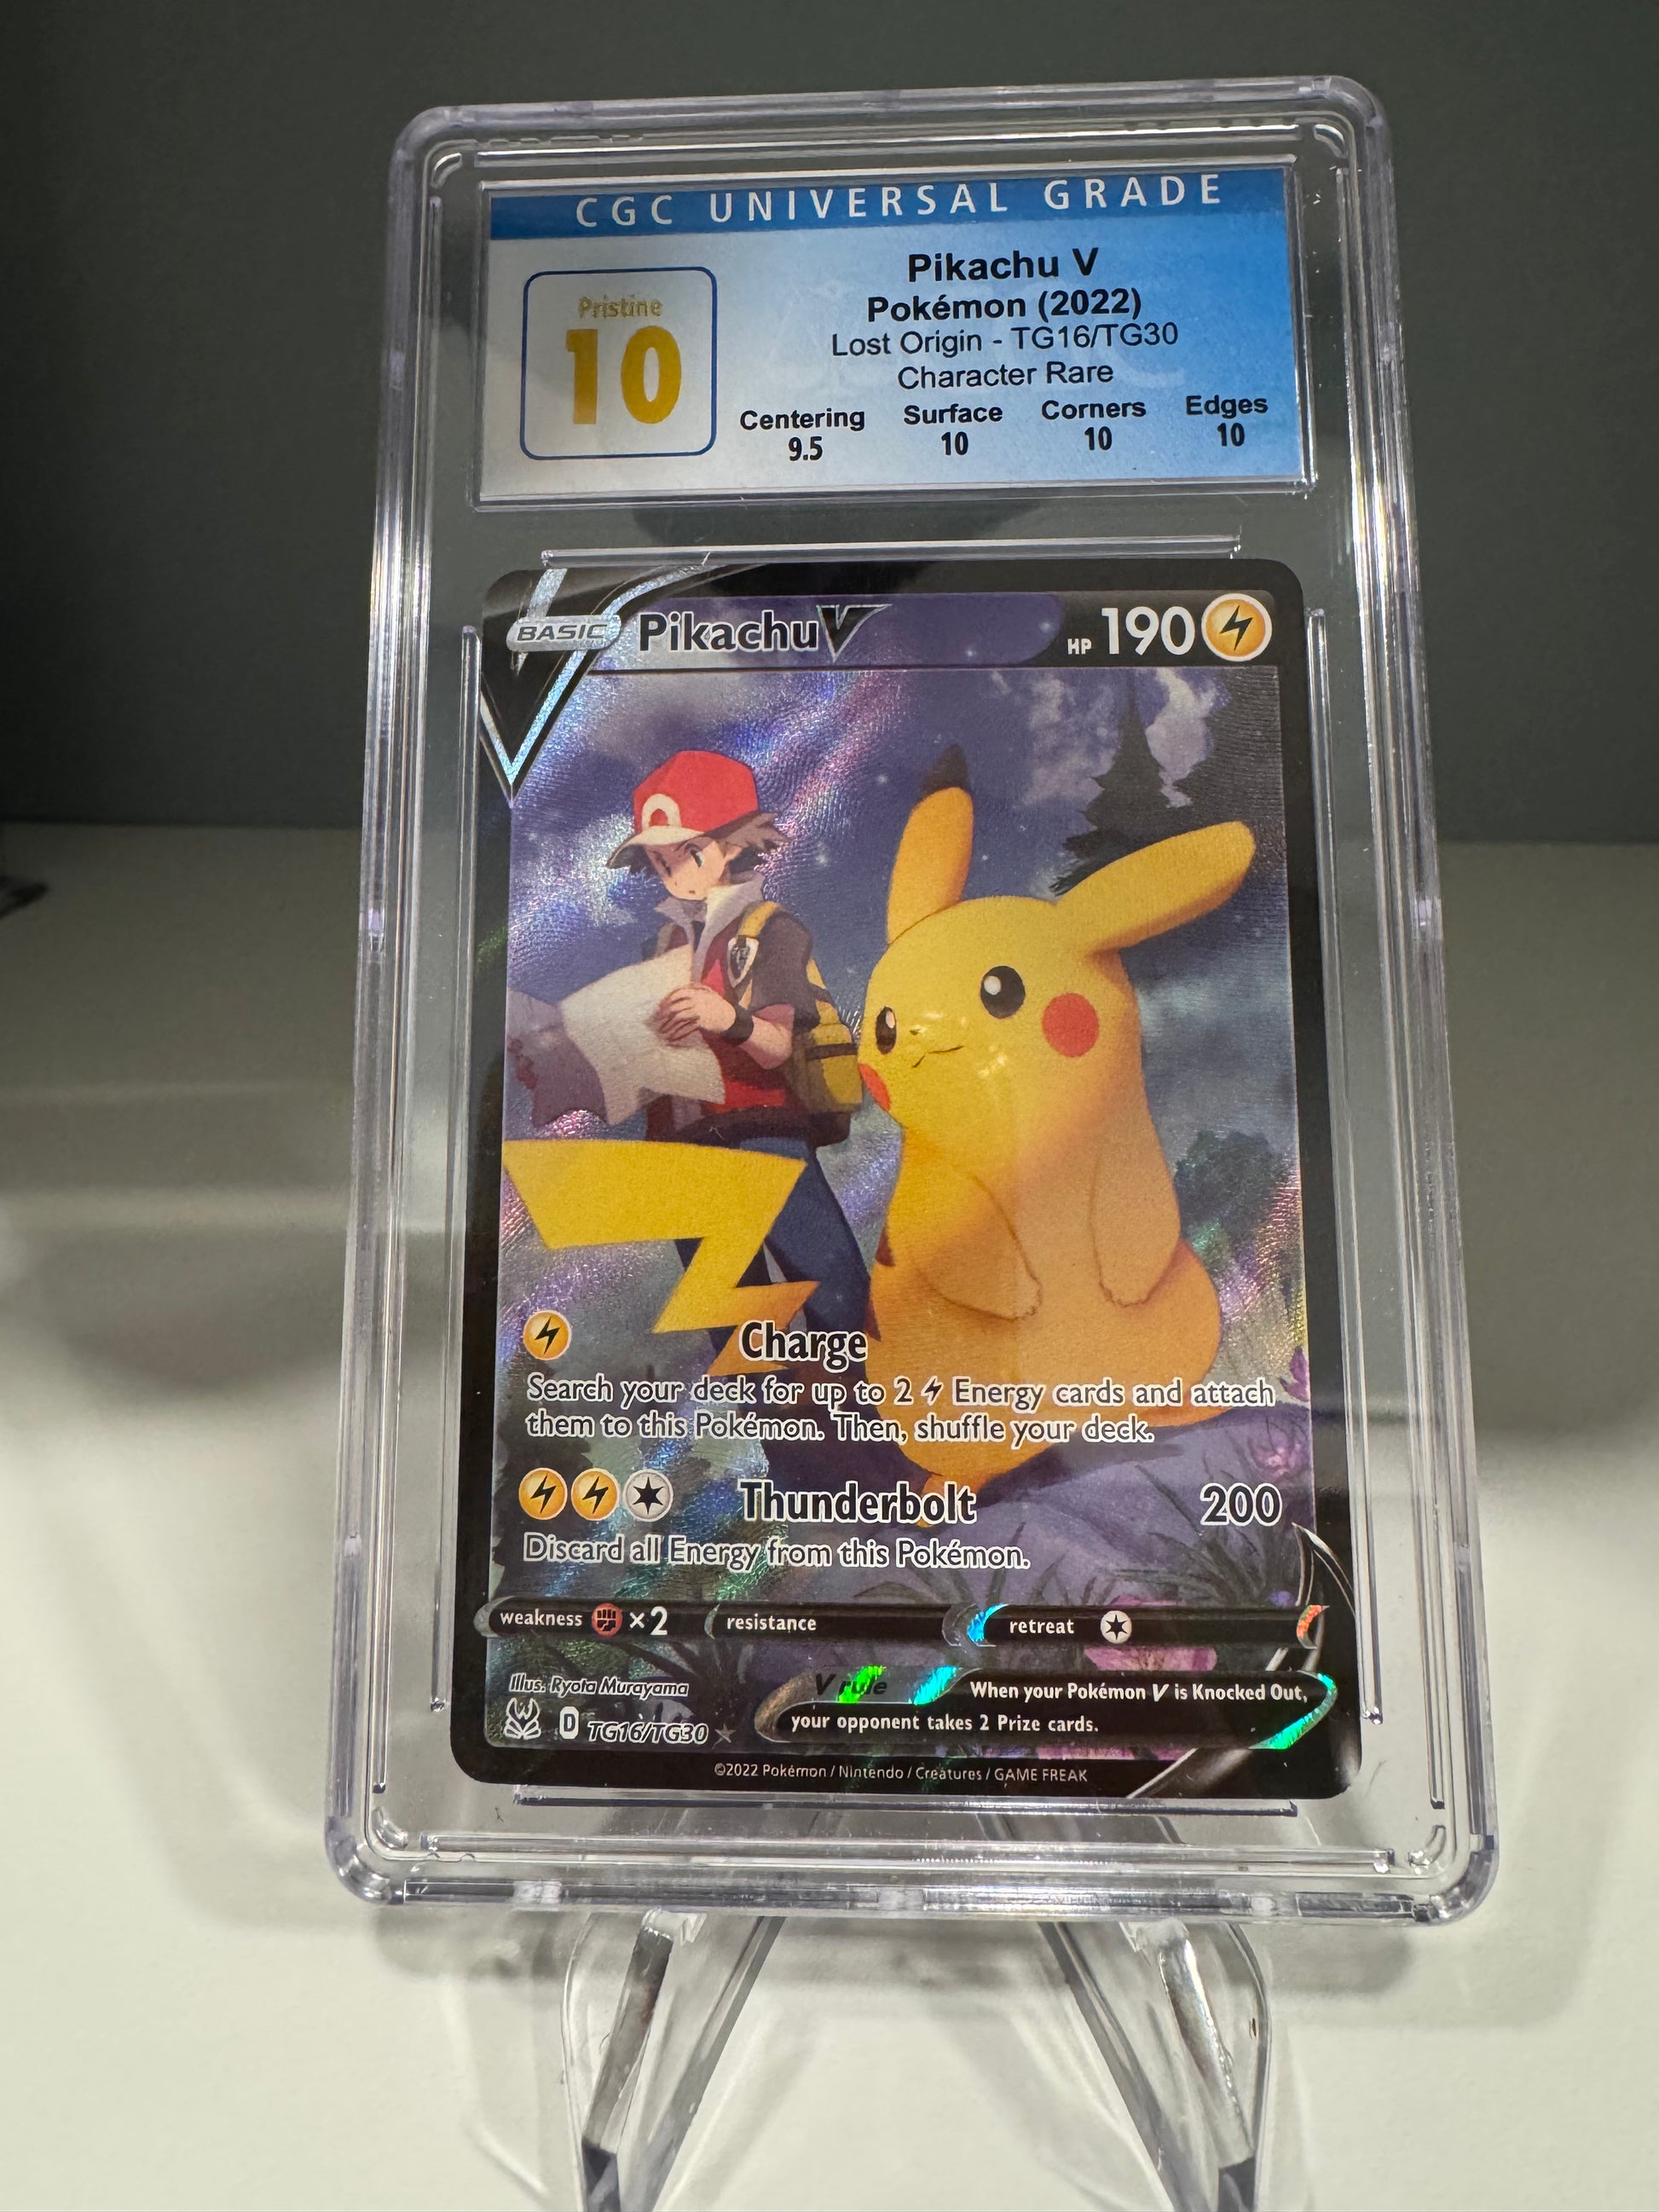 CGC UNIVERSAL GRADE
Pristine
10
Pikachu V
Pokémon (2022)
Lost Origin - TG16/TG30
Character Rare
Centering Surface Corners Edges
9.5 10 10 10
BASIC Pikachu V HP 190
Charge
Search your deck for up to 2 Energy cards and attach
them to this Pokémon. Then, shuffle your deck.
Thunderbolt 200
Discard all Energy from this Pokémon.
weakness ×2 resistance retreat
Illus. Ryota Murayama
D TG16/TG30
V rule When your Pokémon V is Knocked Out,
your opponent takes 2 Prize cards.
©2022 Pokémon / Nintendo / Creatures / GAME FREAK